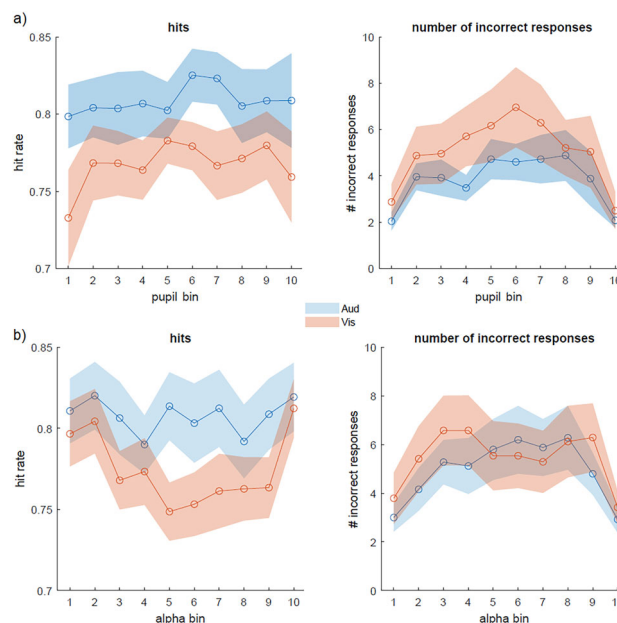 a)
hits
number of incorrect responses
0.85
0.8
0.75
0.7
hit rate
1 2 3 4 5 6 7 8 9 10
pupil bin
10
8
6
4
2
0
# incorrect responses
1 2 3 4 5 6 7 8 9 10
pupil bin
Aud
Vis
b)
hits
number of incorrect responses
0.85
0.8
0.75
0.7
hit rate
1 2 3 4 5 6 7 8 9 10
alpha bin
10
8
6
4
2
0
# incorrect responses
1 2 3 4 5 6 7 8 9
alpha bin